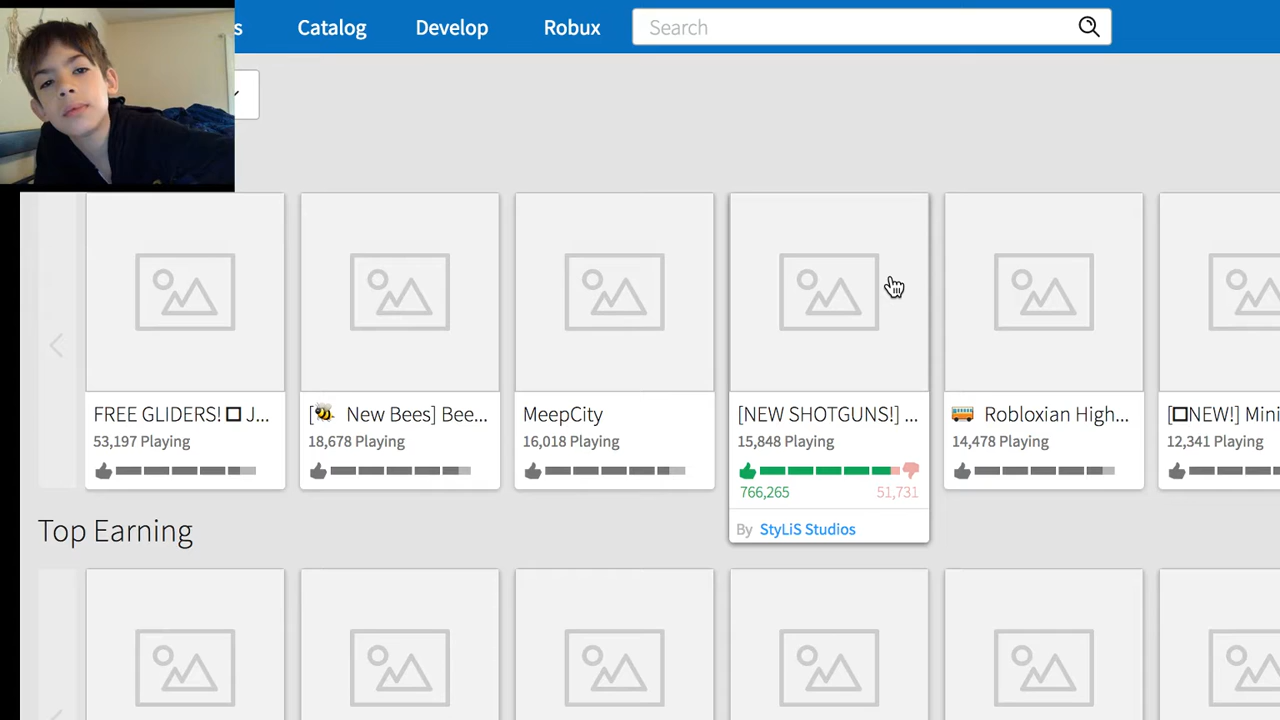 s Catalog Develop Robux Search
FREE GLIDERS! J...
[🐝 New Bees] Bee...
MeepCity
[NEW SHOTGUNS!] ...
🚌 Robloxian High...
[NEW!] Mini
53,197 Playing
18,678 Playing
16,018 Playing
15,848 Playing
14,478 Playing
12,341 Playing
766,265 51,731
By StyLiS Studios
Top Earning